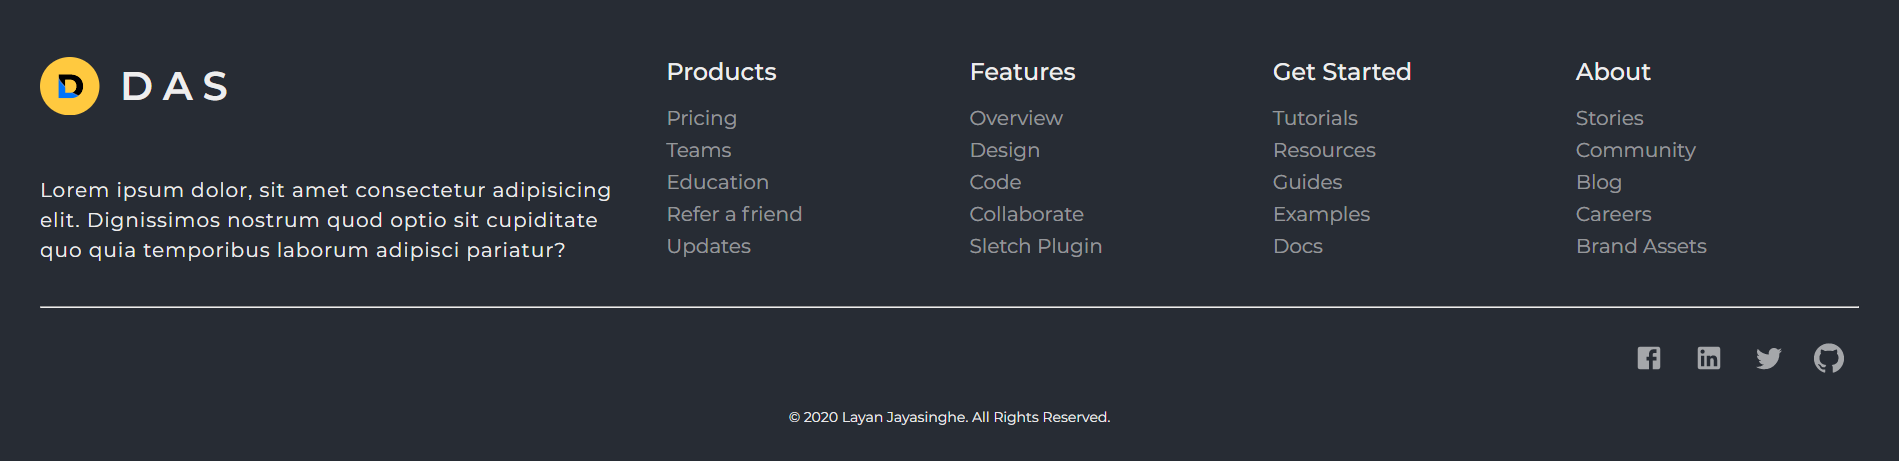 D
DAS
Lorem ipsum dolor, sit amet consectetur adipisicing
elit. Dignissimos nostrum quod optio sit cupiditate
quo quia temporibus laborum adipisci pariatur?
Products
Pricing
Teams
Education
Refer a friend
Updates
Features
Overview
Design
Code
Collaborate
Sletch Plugin
Get Started
Tutorials
Resources
Guides
Examples
Docs
About
Stories
Community
Blog
Careers
Brand Assets
© 2020 Layan Jayasinghe. All Rights Reserved.